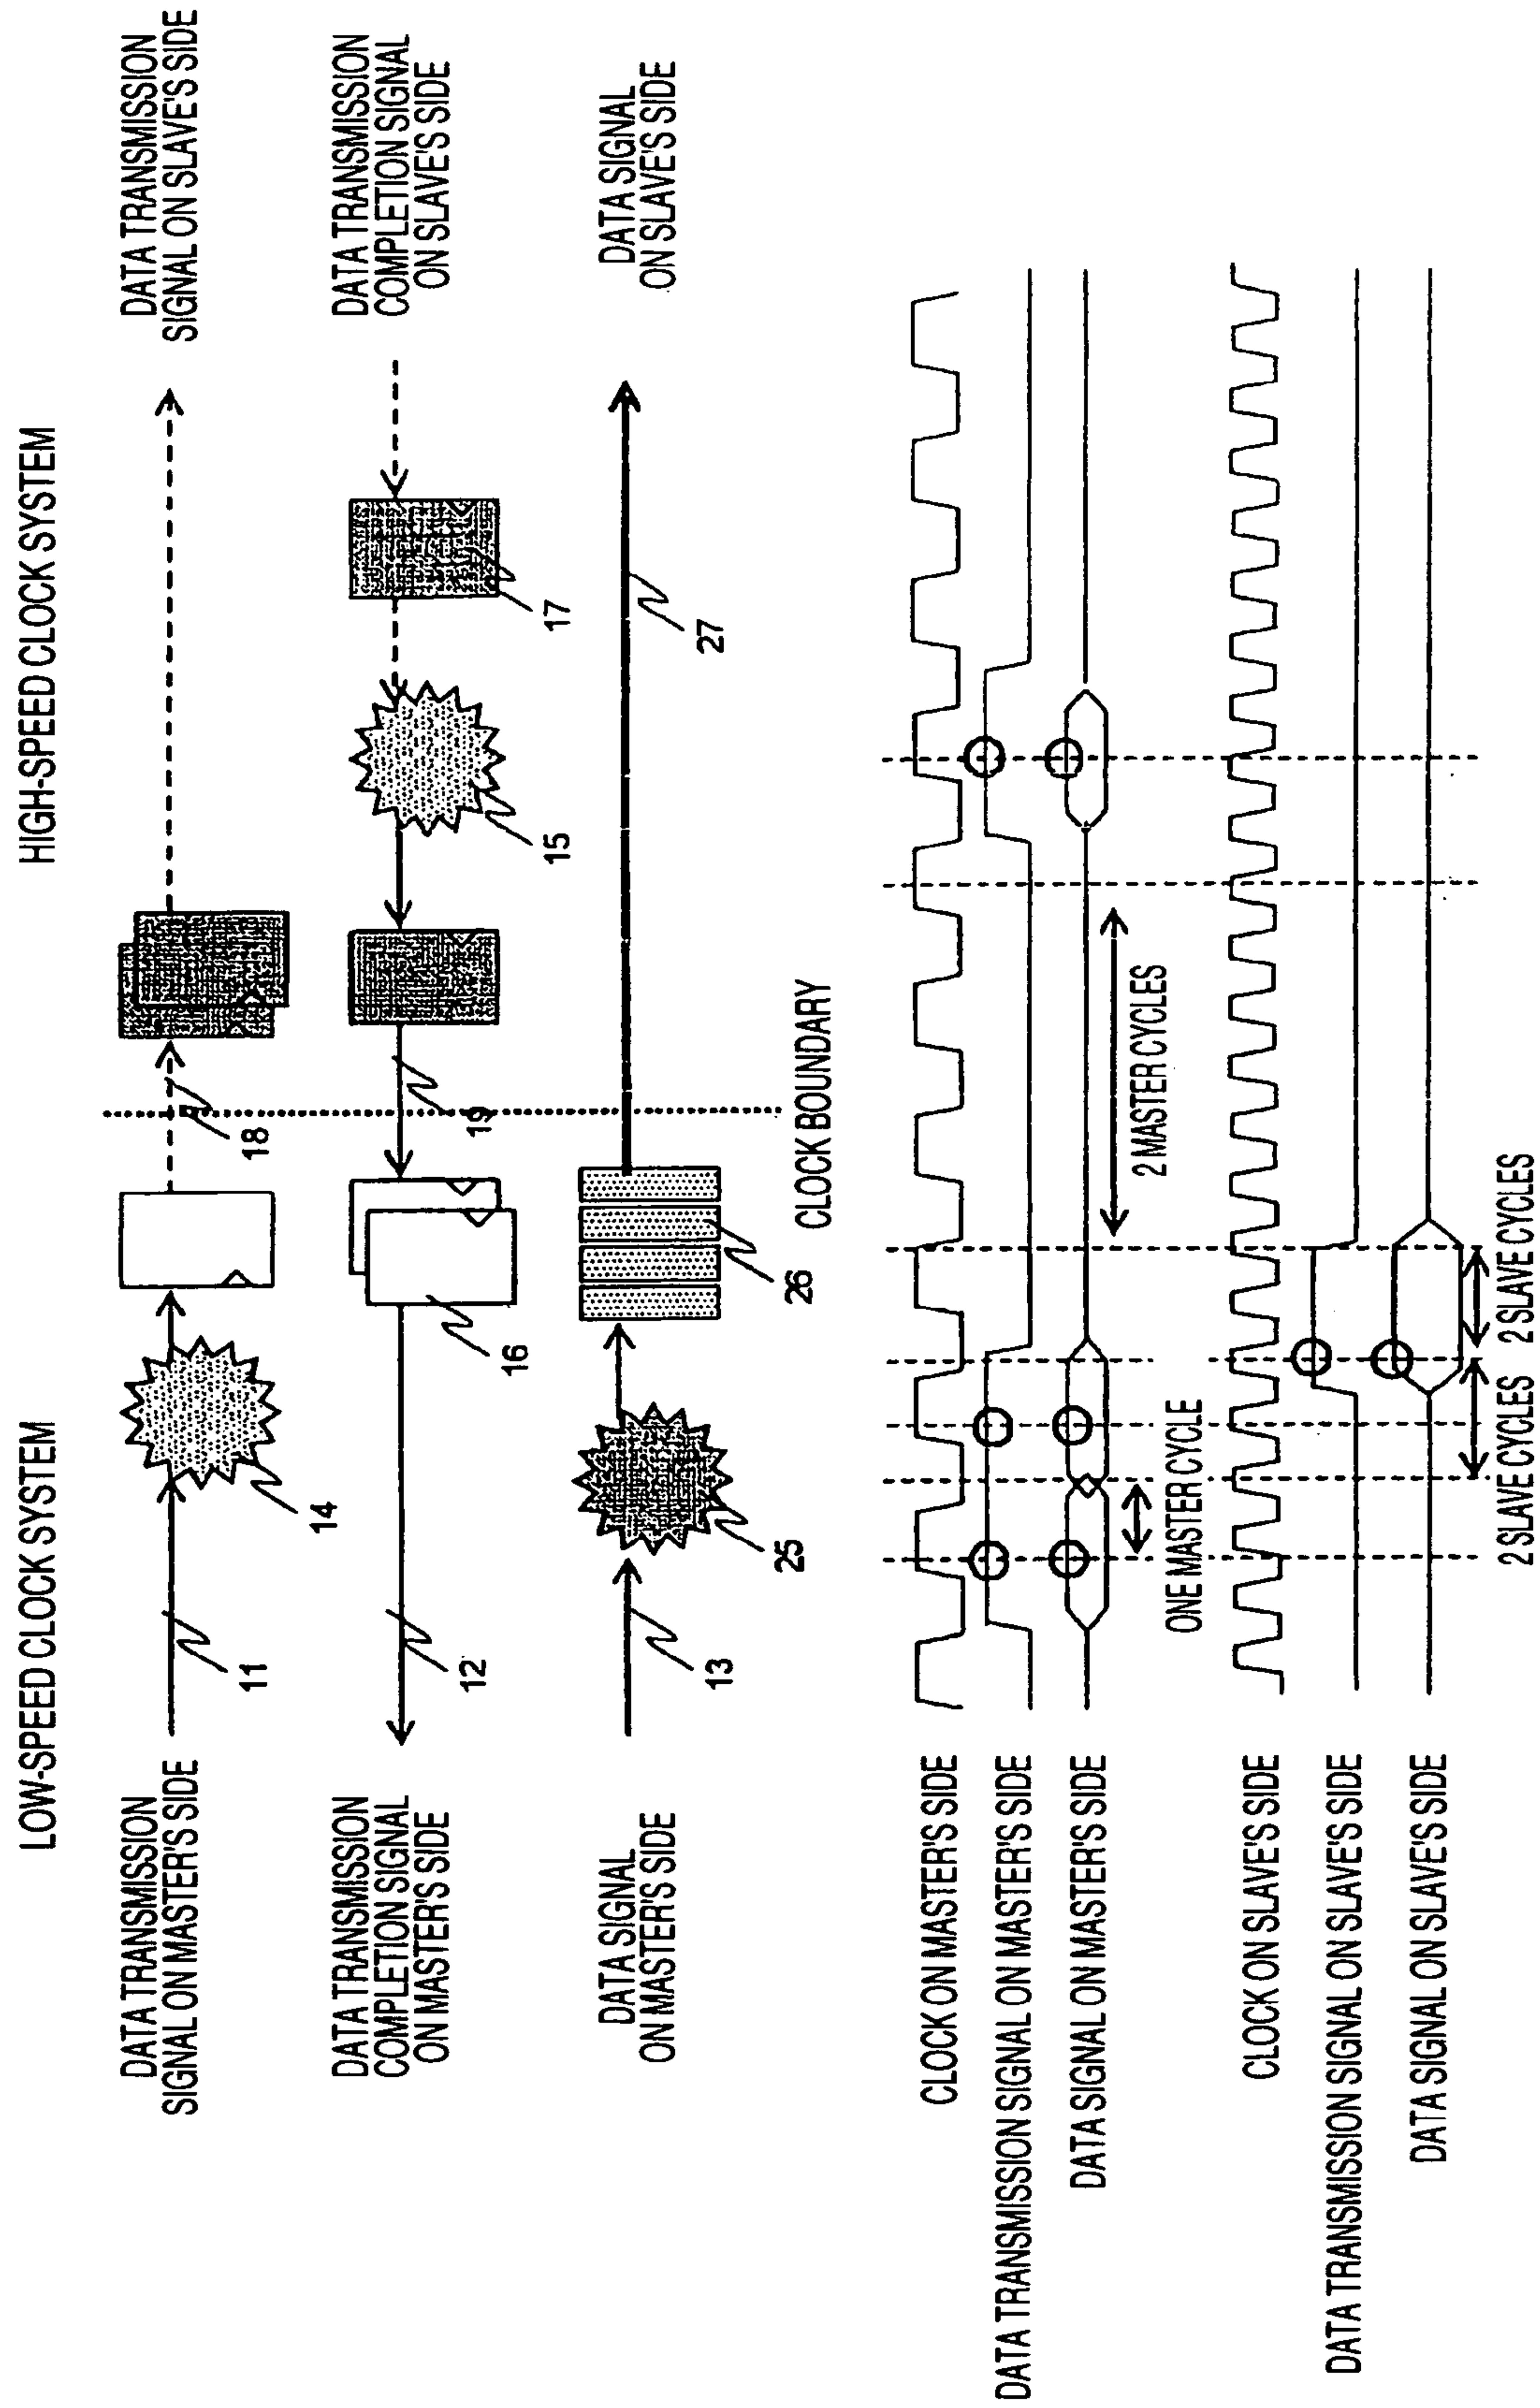 LOW-SPEED CLOCK SYSTEM
HIGH-SPEED CLOCK SYSTEM
DATA TRANSMISSION
SIGNAL ON MASTER'S SIDE
11
14
18
DATA TRANSMISSION
SIGNAL ON SLAVE'S SIDE
DATA TRANSMISSION
COMPLETION SIGNAL
ON MASTER'S SIDE
12
16
19
15
17
DATA TRANSMISSION
COMPLETION SIGNAL
ON SLAVE'S SIDE
DATA SIGNAL
ON MASTER'S SIDE
13
25
26
27
DATA SIGNAL
ON SLAVE'S SIDE
CLOCK BOUNDARY
CLOCK ON MASTER'S SIDE
DATA TRANSMISSION SIGNAL ON MASTER'S SIDE
DATA SIGNAL ON MASTER'S SIDE
ONE MASTER CYCLE
2 MASTER CYCLES
CLOCK ON SLAVE'S SIDE
DATA TRANSMISSION SIGNAL ON SLAVE'S SIDE
DATA SIGNAL ON SLAVE'S SIDE
2 SLAVE CYCLES
2 SLAVE CYCLES